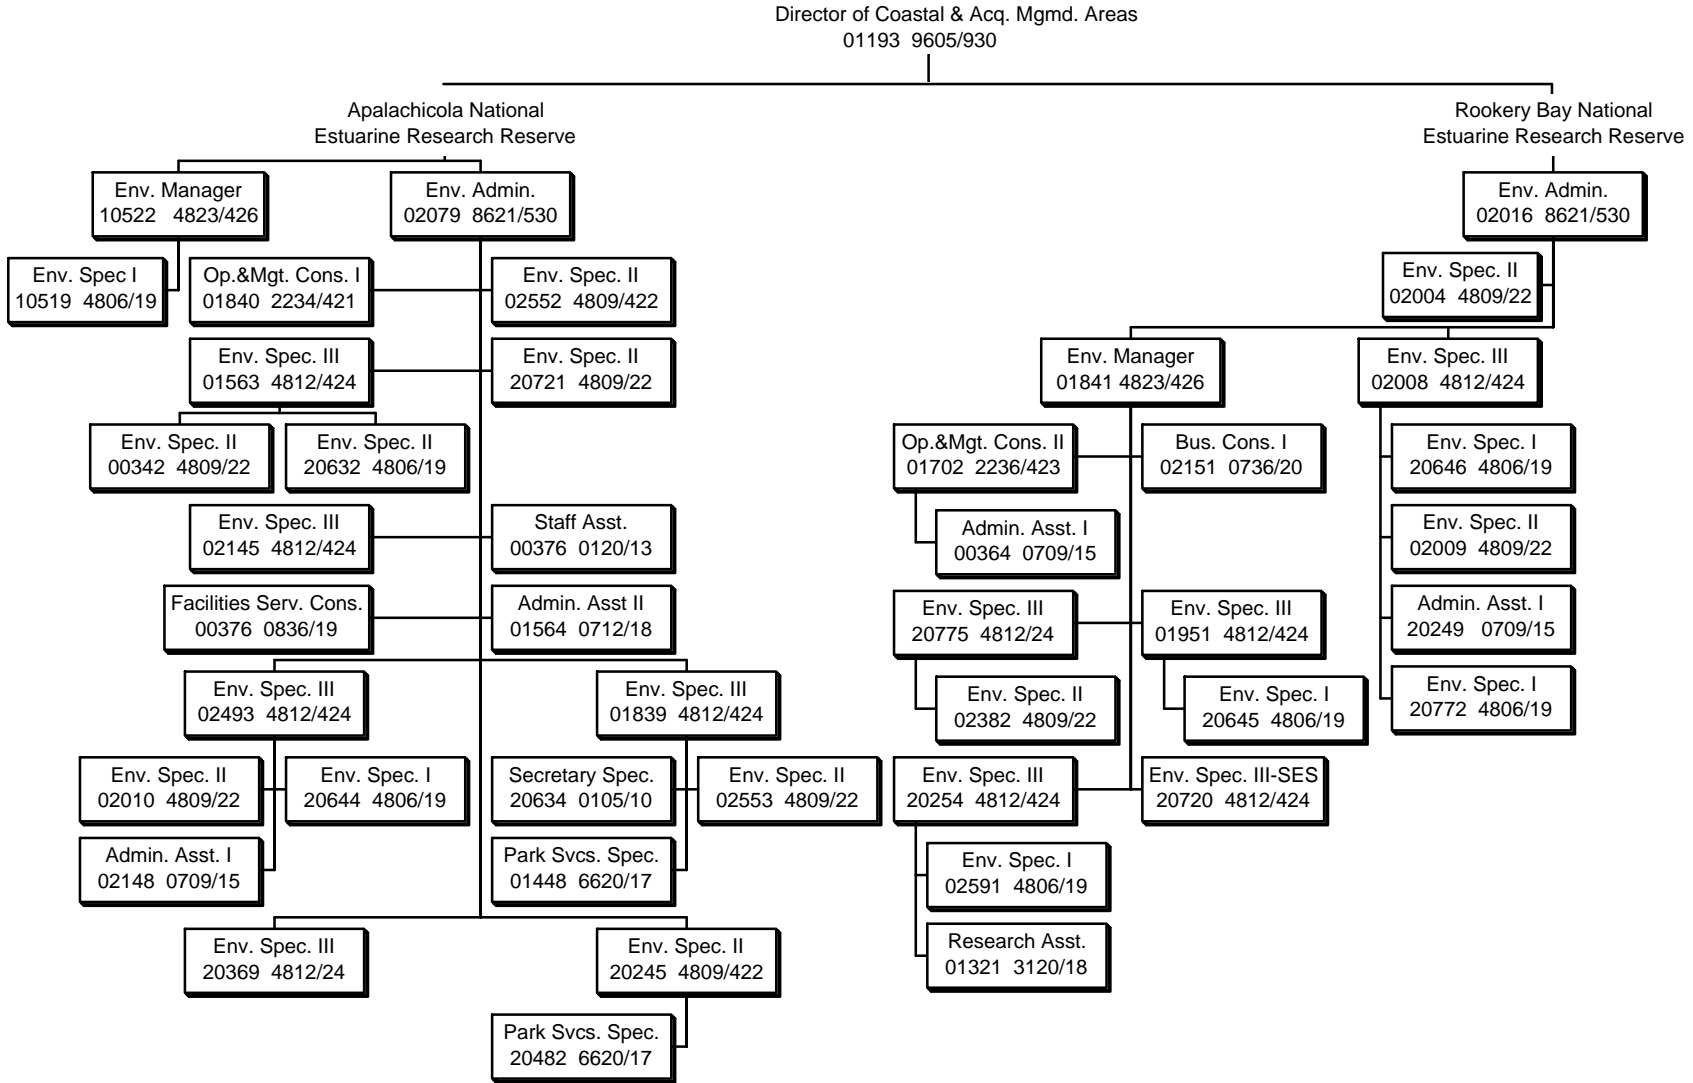 Director of Coastal & Acq. Mgmd. Areas
01193 9605/930
Apalachicola National
Estuarine Research Reserve
Rookery Bay National
Estuarine Research Reserve
Env. Manager
10522 4823/426
Env. Admin.
02079 8621/530
Env. Admin.
02016 8621/530
Env. Spec I
10519 4806/19
Op.&Mgt. Cons. I
01840 2234/421
Env. Spec. II
02552 4809/422
Env. Spec. II
02004 4809/22
Env. Spec. III
01563 4812/424
Env. Spec. II
20721 4809/22
Env. Manager
01841 4823/426
Env. Spec. III
02008 4812/424
Env. Spec. II
00342 4809/22
Env. Spec. II
20632 4806/19
Op.&Mgt. Cons. II
01702 2236/423
Bus. Cons. I
02151 0736/20
Env. Spec. I
20646 4806/19
Env. Spec. III
02145 4812/424
Staff Asst.
00376 0120/13
Admin. Asst. I
00364 0709/15
Env. Spec. II
02009 4809/22
Facilities Serv. Cons.
00376 0836/19
Admin. Asst II
01564 0712/18
Env. Spec. III
20775 4812/24
Env. Spec. III
01951 4812/424
Admin. Asst. I
20249 0709/15
Env. Spec. III
02493 4812/424
Env. Spec. III
01839 4812/424
Env. Spec. II
02382 4809/22
Env. Spec. I
20645 4806/19
Env. Spec. I
20772 4806/19
Env. Spec. II
02010 4809/22
Env. Spec. I
20644 4806/19
Secretary Spec.
20634 0105/10
Env. Spec. II
02553 4809/22
Env. Spec. III
20254 4812/424
Env. Spec. III-SES
20720 4812/424
Admin. Asst. I
02148 0709/15
Park Svcs. Spec.
01448 6620/17
Env. Spec. I
02591 4806/19
Env. Spec. III
20369 4812/24
Env. Spec. II
20245 4809/422
Research Asst.
01321 3120/18
Park Svcs. Spec.
20482 6620/17